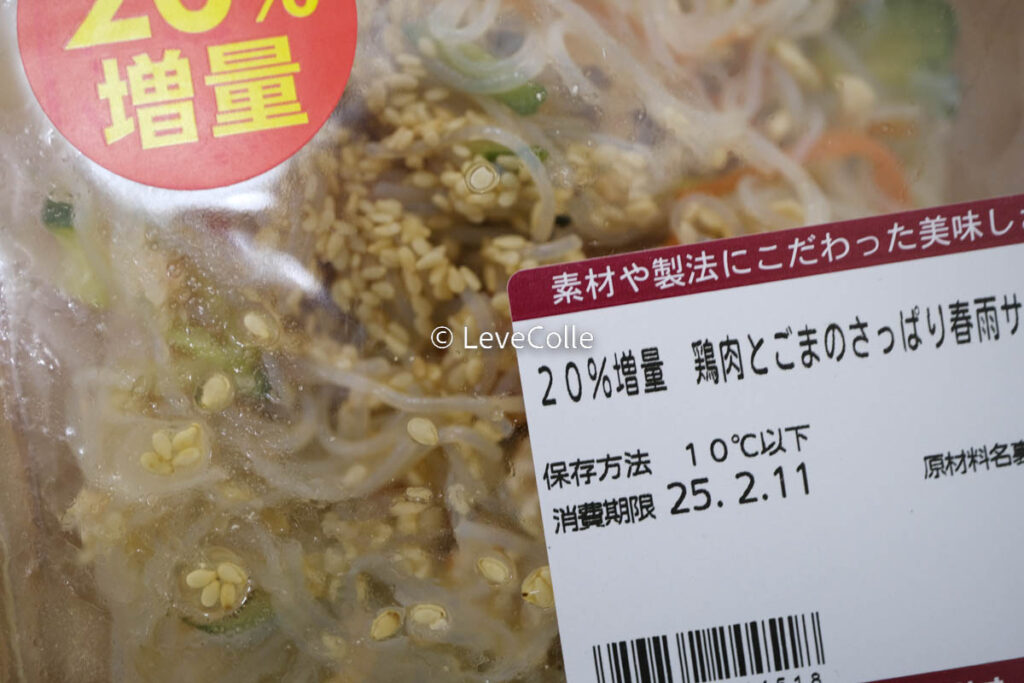 20%
増量
素材や製法にこだわった美味しさ
© LeveColle
20%増量 鶏肉とごまのさっぱり春雨サ
保存方法 10℃以下
消費期限 25.2.11
原材料名裏